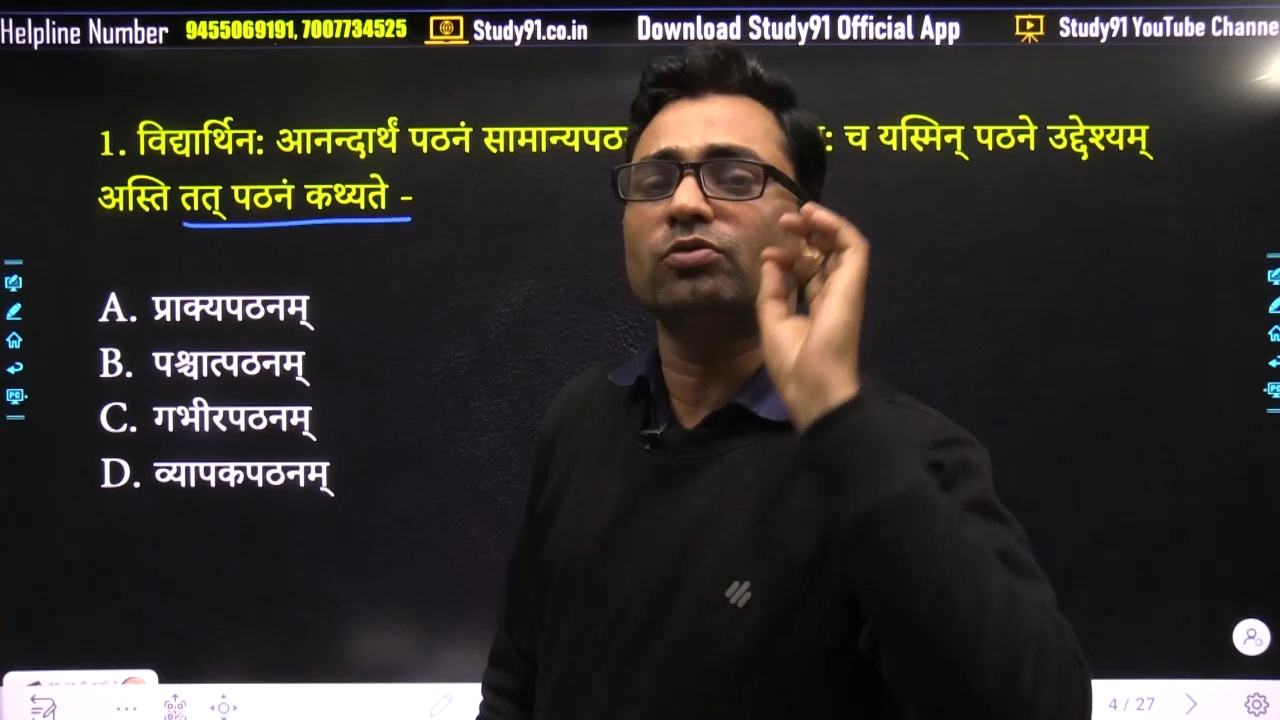 Helpline Number 9455069191, 7007734525 Study91.co.in Download Study91 Official App Study91 YouTube Channe
1. विद्यार्थिन: आनन्दार्थं पठनं सामान्यपठ : च यस्मिन् पठने उद्देश्यम्
अस्ति तत् पठनं कथ्यते -
A. प्राक्यपठनम्
B. पश्चात्पठनम्
C. गभीरपठनम्
D. व्यापकपठनम्
4 / 27